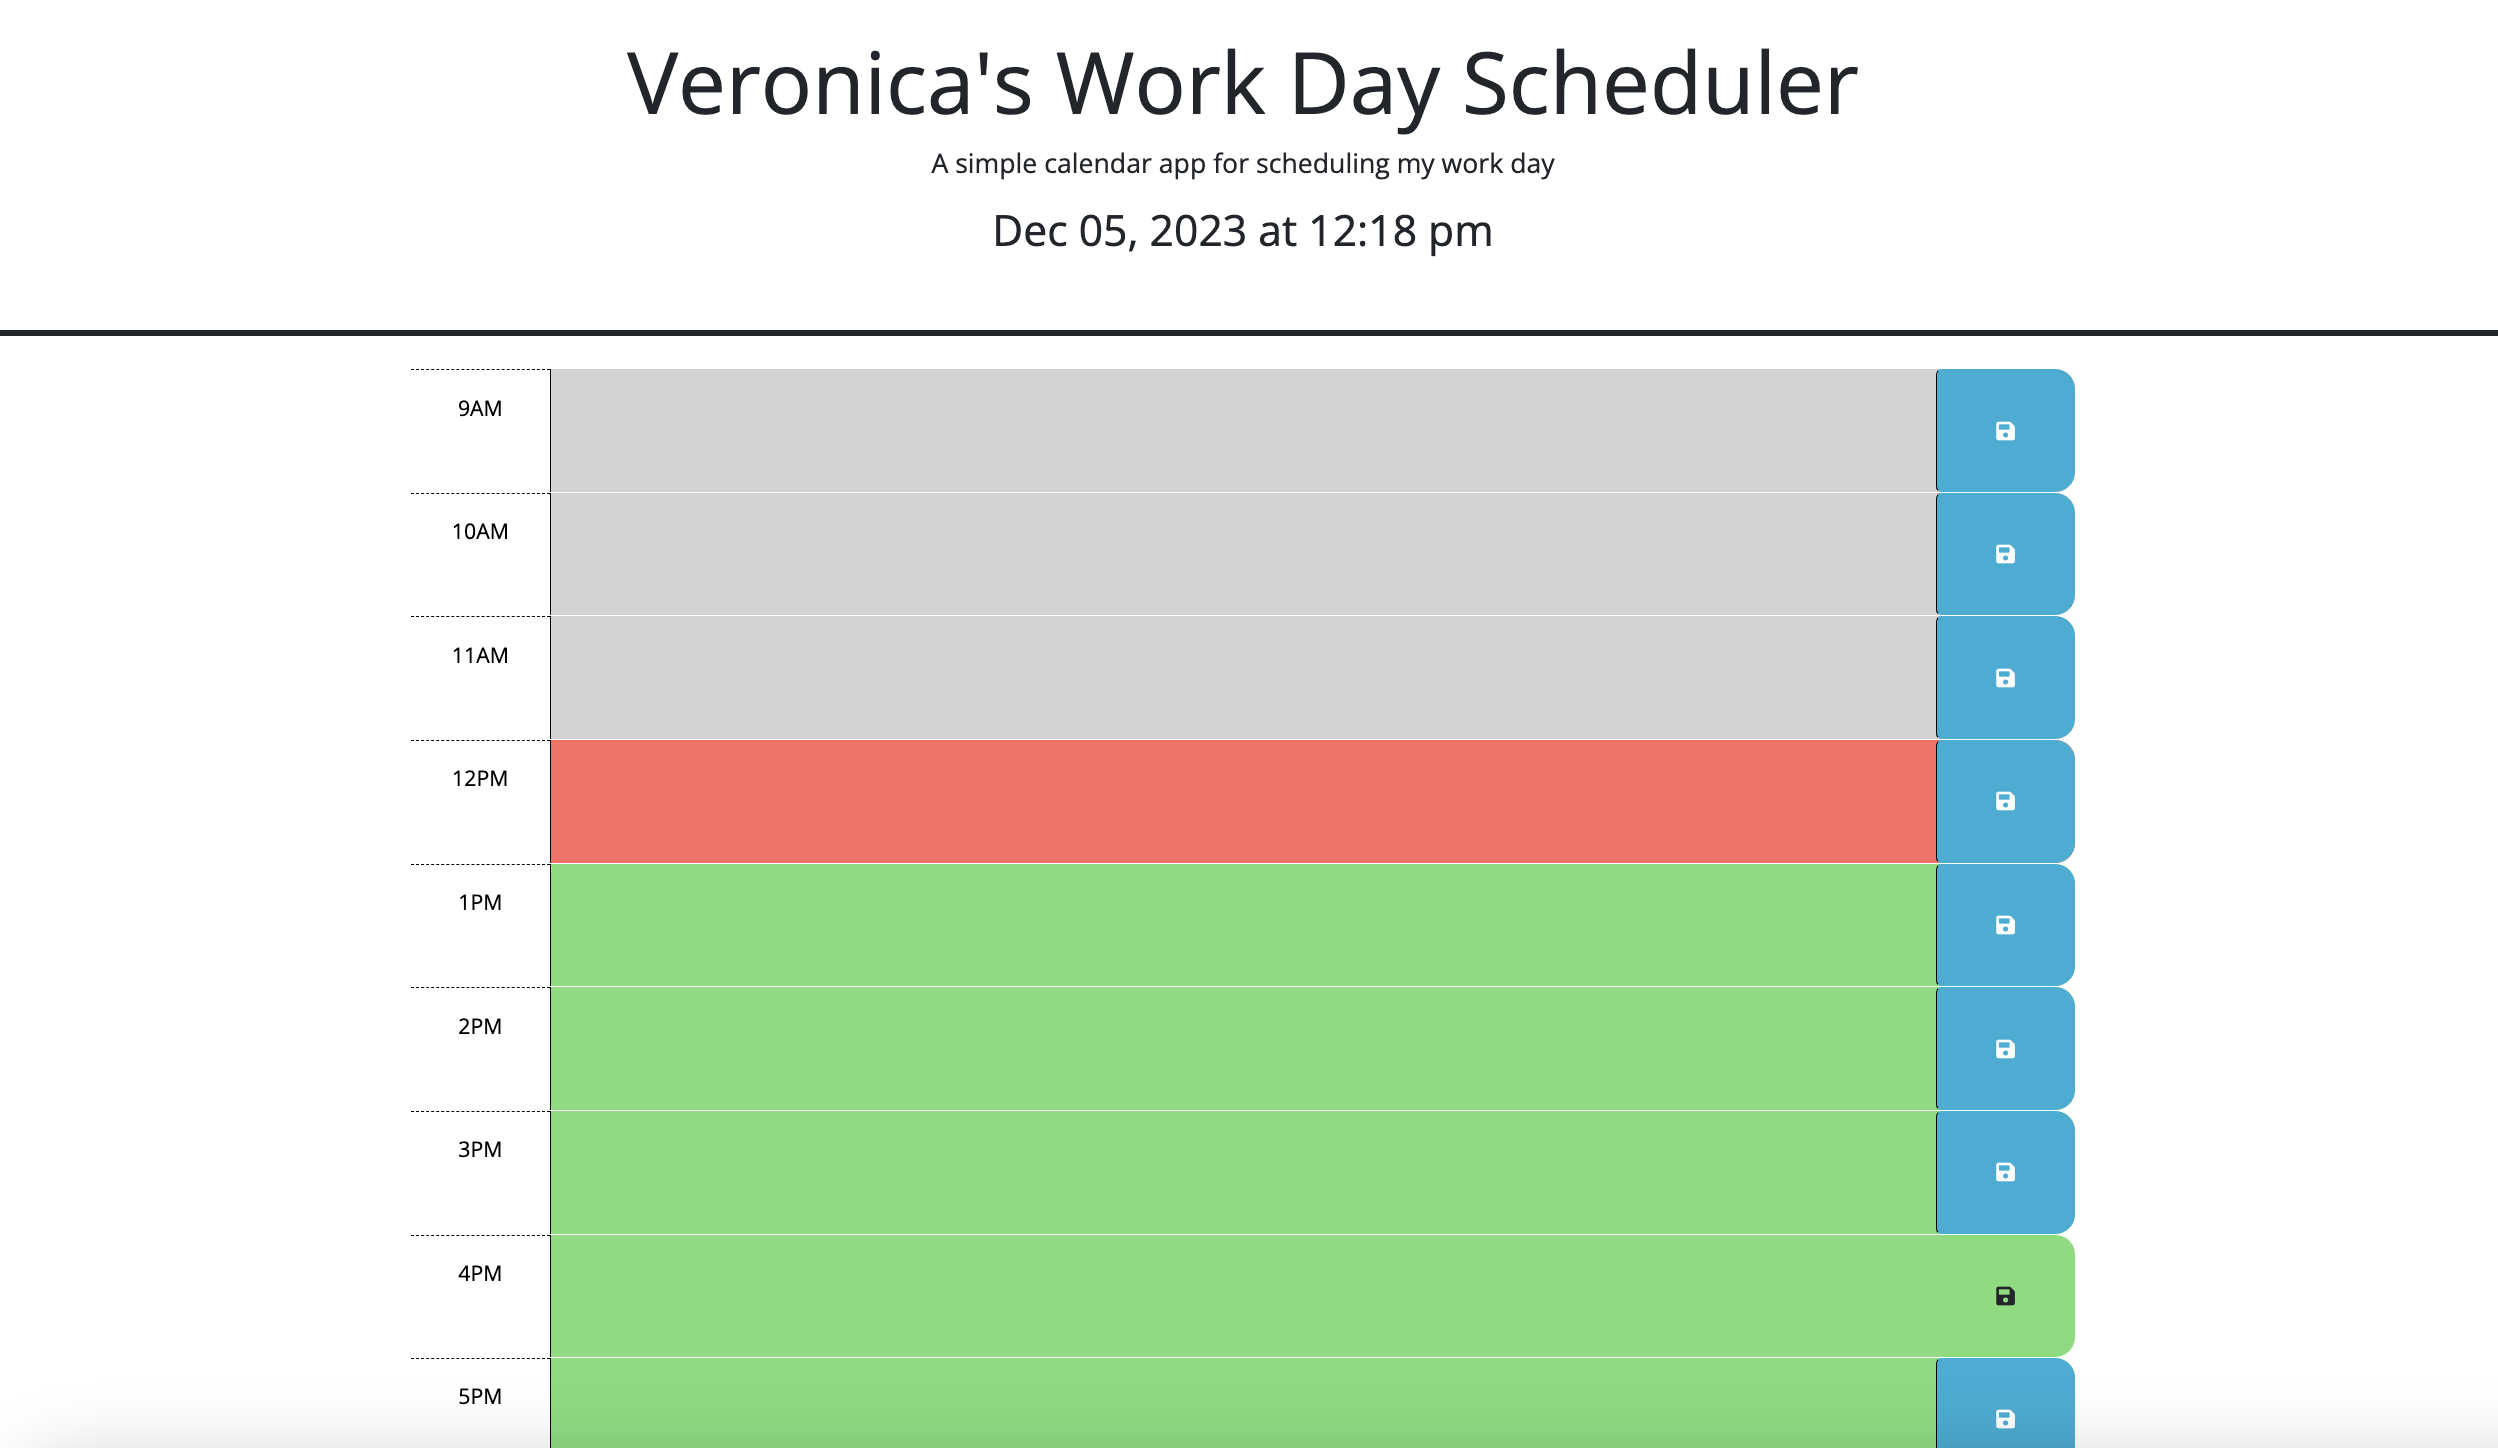 Veronica's Work Day Scheduler
A simple calendar app for scheduling my work day
Dec 05, 2023 at 12:18 pm
9AM
10AM
11AM
12PM
1PM
2PM
3PM
4PM
5PM